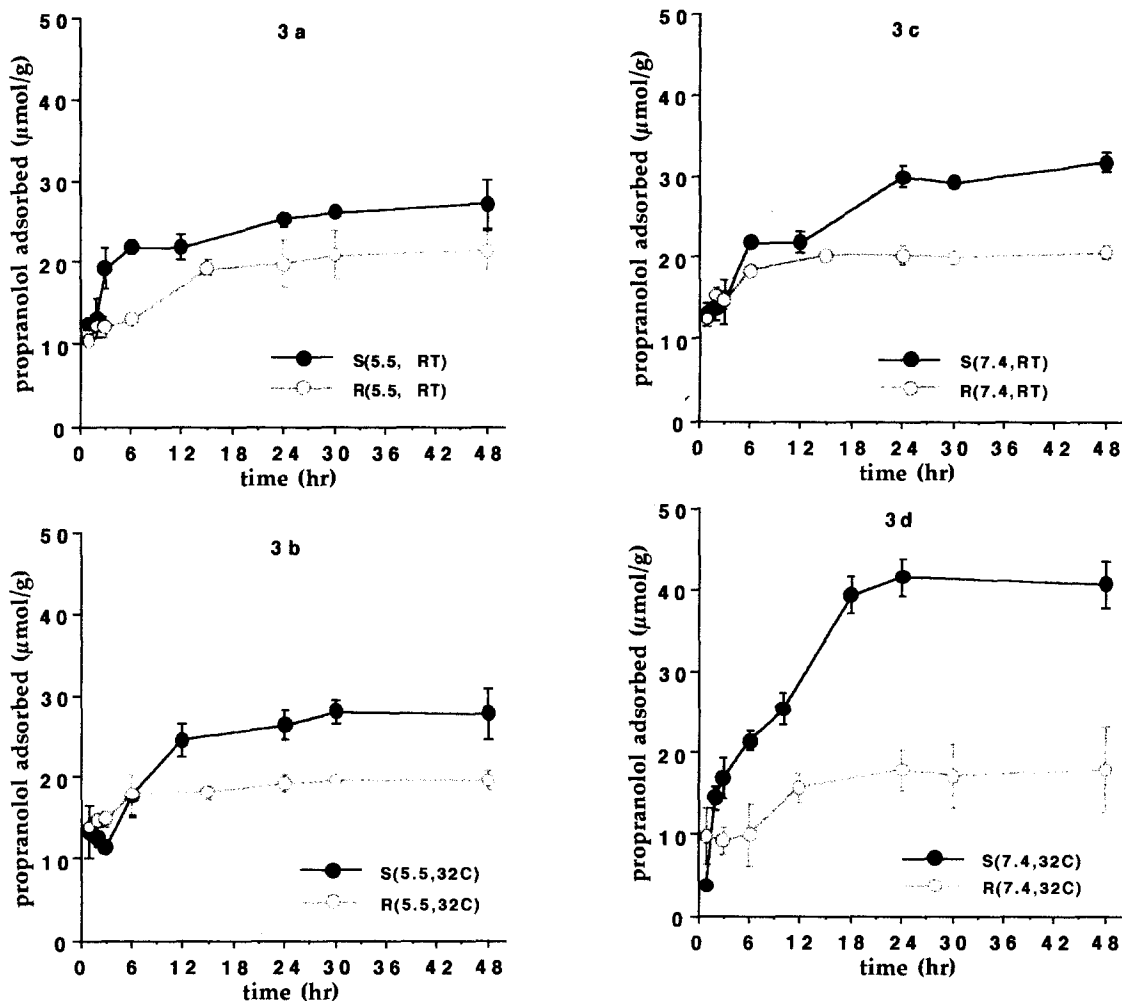 3a
propranolol adsorbed (µmol/g)
50
40
30
20
10
0
S(5.5, RT)
R(5.5, RT)
0 6 12 18 24 30 36 42 48
time (hr)
3c
propranolol adsorbed (µmol/g)
50
40
30
20
10
0
S(7.4,RT)
R(7.4,RT)
0 6 12 18 24 30 36 42 48
time (hr)
3b
propranolol adsorbed (µmol/g)
50
40
30
20
10
0
S(5.5,32C)
R(5.5,32C)
0 6 12 18 24 30 36 42 48
time (hr)
3d
propranolol adsorbed (µmol/g)
50
40
30
20
10
0
S(7.4,32C)
R(7.4,32C)
0 6 12 18 24 30 36 42 48
time (hr)